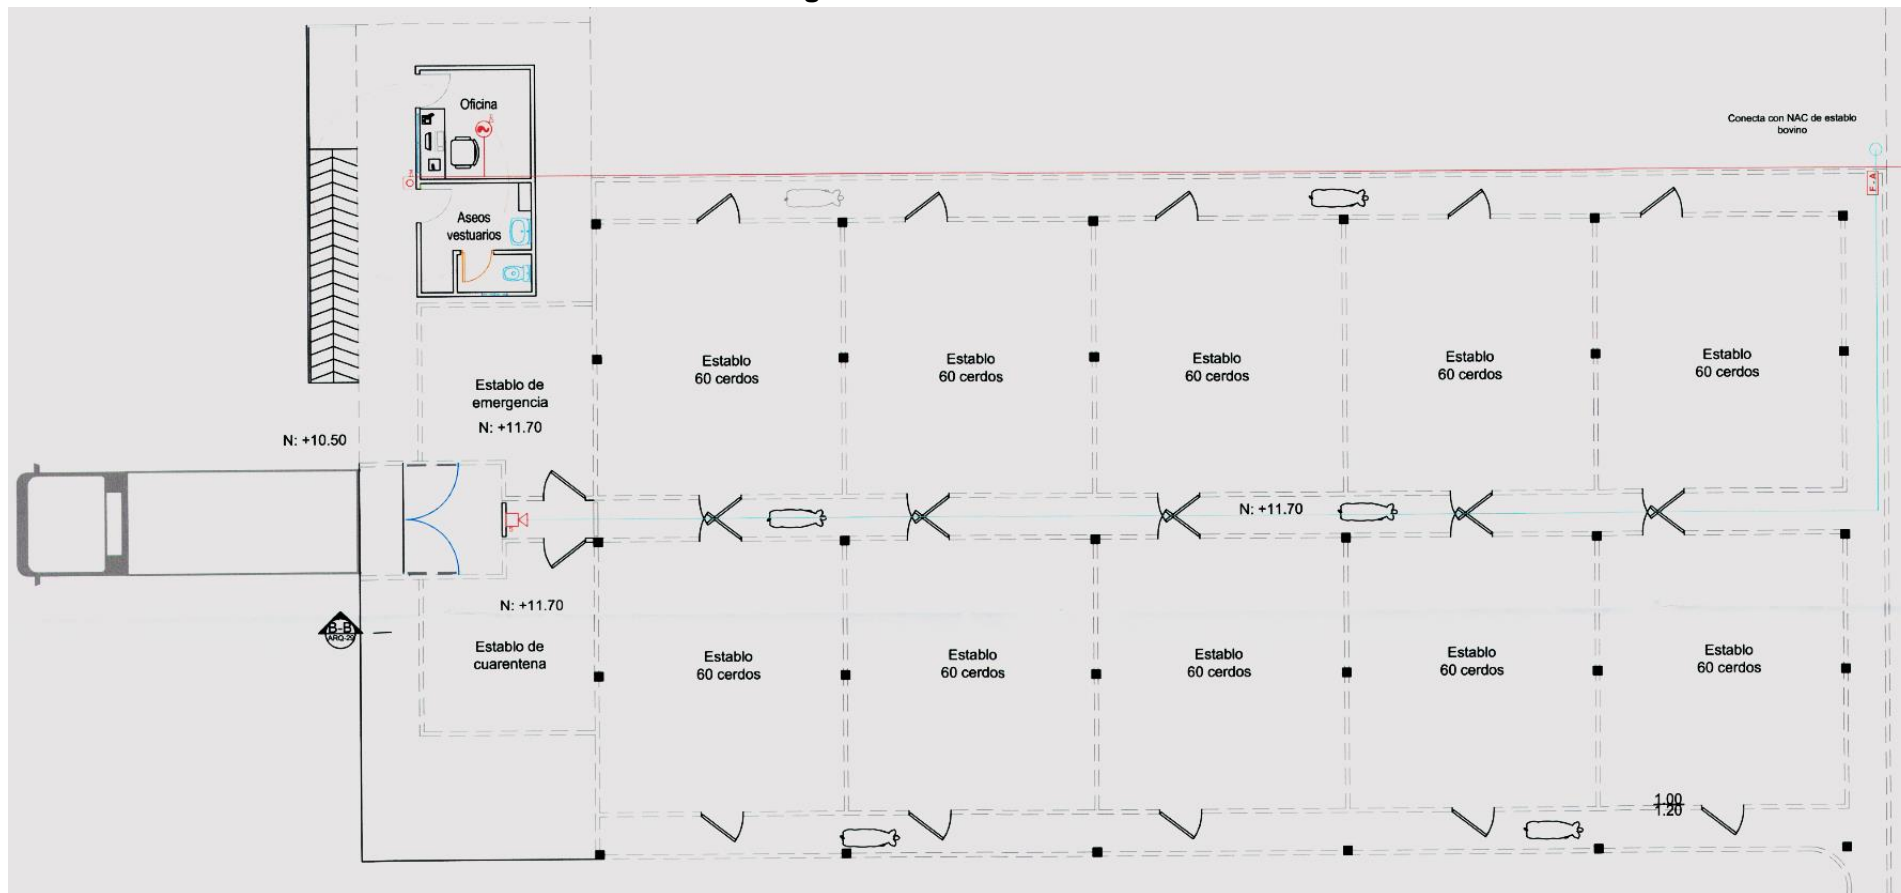 Oficina
Conecta con NAC de establo
bovino
F-A
Aseos
vestuarios
Establo
60 cerdos
Establo
60 cerdos
Establo
60 cerdos
Establo
60 cerdos
Establo
60 cerdos
Establo de
emergencia
N: +11.70
N: +10.50
N: +11.70
N: +11.70
B-B
ARQ-29
Establo de
cuarentena
Establo
60 cerdos
Establo
60 cerdos
Establo
60 cerdos
Establo
60 cerdos
Establo
60 cerdos
1.00
1.20